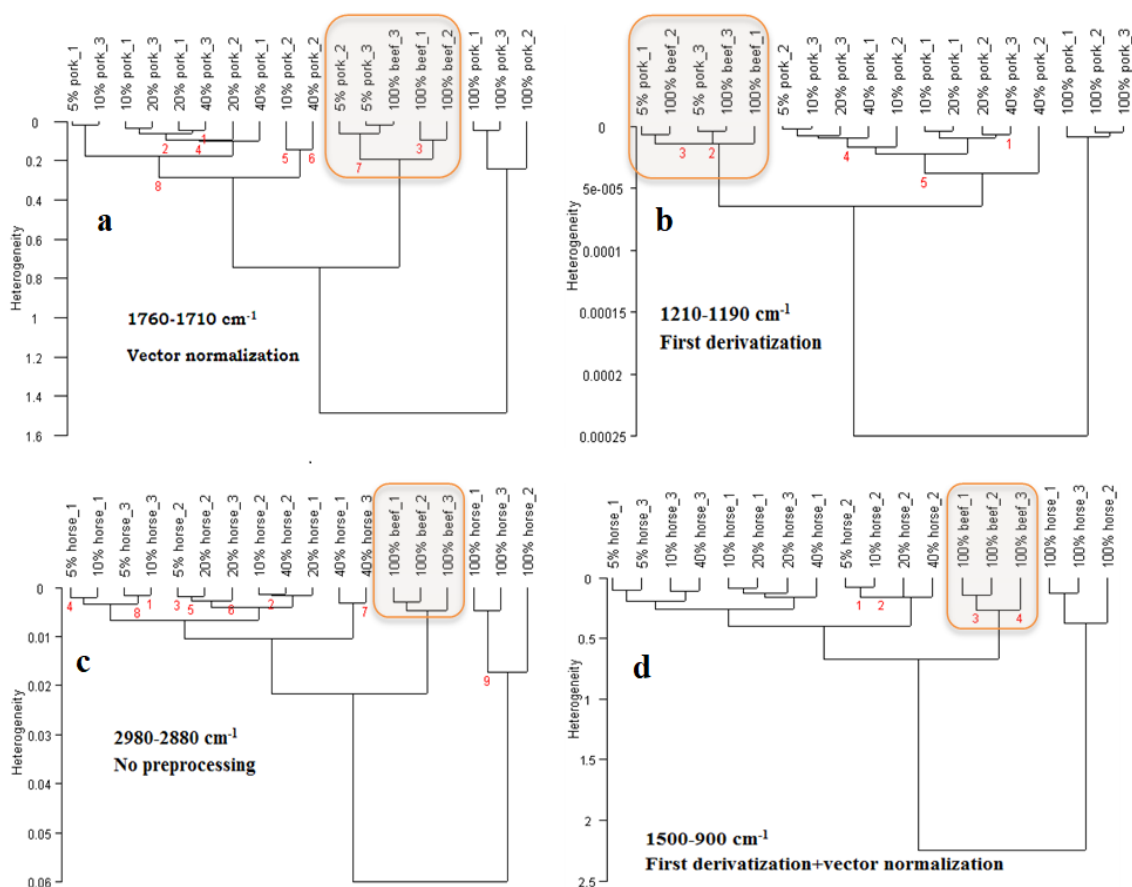 5% pork_1
10% pork_3
10% pork_1
20% pork_3
20% pork_1
40% pork_3
20% pork_2
40% pork_1
10% pork_2
40% pork_2
5% pork_2
5% pork_3
100% beef_3
100% beef_1
100% beef_2
100% pork_1
100% pork_3
100% pork_2
Heterogeneity
0
0.2
0.4
0.6
0.8
1
1.2
1.4
1.6
1
2
4
3
5
6
7
8
a
1760-1710 cm-1
Vector normalization
5% pork_1
100% beef_2
5% pork_3
100% beef_3
100% beef_1
5% pork_2
10% pork_2
20% pork_3
40% pork_1
20% pork_2
10% pork_1
20% pork_1
10% pork_3
40% pork_3
40% pork_2
100% pork_1
100% pork_2
100% pork_3
Heterogeneity
0
5e-005
0.0001
0.00015
0.0002
0.00025
3
2
4
1
5
b
1210-1190 cm-1
First derivatization
5% horse_1
10% horse_1
5% horse_3
10% horse_3
5% horse_2
20% horse_2
20% horse_3
10% horse_2
40% horse_2
20% horse_1
40% horse_1
40% horse_3
100% beef_1
100% beef_2
100% beef_3
100% horse_1
100% horse_3
100% horse_2
Heterogeneity
0
0.01
0.02
0.03
0.04
0.05
0.06
4
1
3
5
2
8
6
7
9
c
2980-2880 cm-1
No preprocessing
5% horse_1
5% horse_3
10% horse_3
40% horse_3
10% horse_1
20% horse_1
20% horse_3
40% horse_1
5% horse_2
10% horse_2
20% horse_2
40% horse_2
100% beef_1
100% beef_2
100% beef_3
100% horse_1
100% horse_3
100% horse_2
Heterogeneity
0
0.5
1
1.5
2
2.5
1
2
3
4
d
1500-900 cm-1
First derivatization+vector normalization